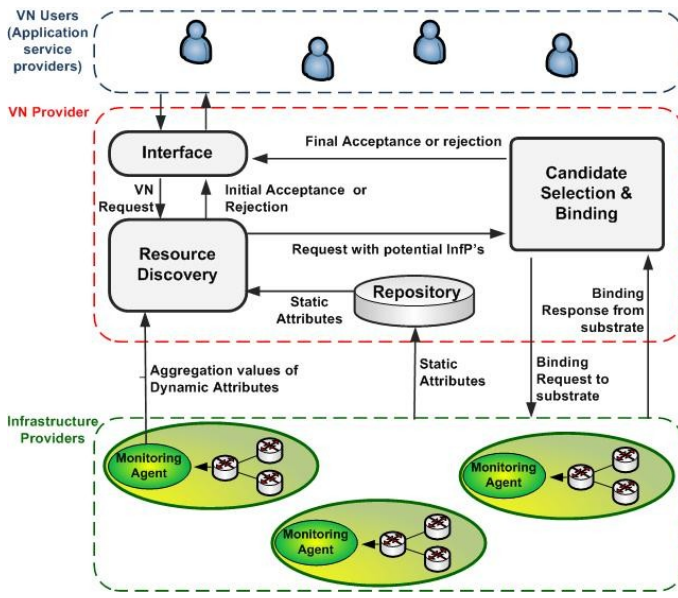 VN Users
(Application
service
providers)
VN Provider
Interface
Final Acceptance or rejection
Candidate
Selection &
Binding
VN
Request
Initial Acceptance or
Rejection
Resource
Discovery
Request with potential InfP's
Static
Attributes
Repository
Binding
Response from
substrate
Aggregation values of
Dynamic Attributes
Static
Attributes
Binding
Request to
substrate
Infrastructure
Providers
Monitoring
Agent
Monitoring
Agent
Monitoring
Agent